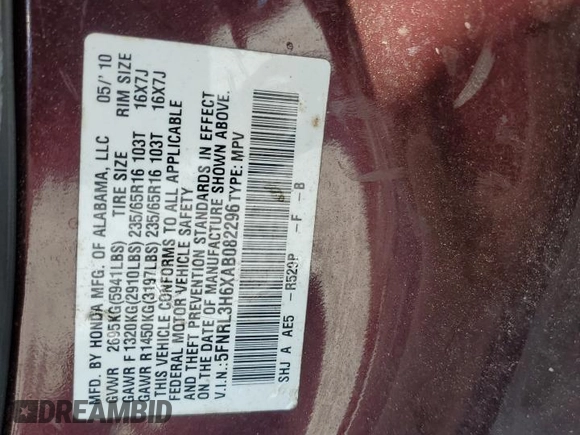 MFD. BY HONDA MFG. OF ALABAMA, LLC 05/'10
GVWR 2695KG(5941LBS) TIRE SIZE RIM SIZE
GAWR F 1320KG(2910LBS) 235/65R16 103T 16X7J
GAWR R1450KG(3197LBS) 235/65R16 103T 16X7J
THIS VEHICLE CONFORMS TO ALL APPLICABLE
FEDERAL MOTOR VEHICLE SAFETY
AND THEFT PREVENTION STANDARDS IN EFFECT
ON THE DATE OF MANUFACTURE SHOWN ABOVE.
V.I.N.:5FNRL3H6XAB082296 TYPE: MPV
SHJ A AE5 -R529P -F -B
DREAMBID